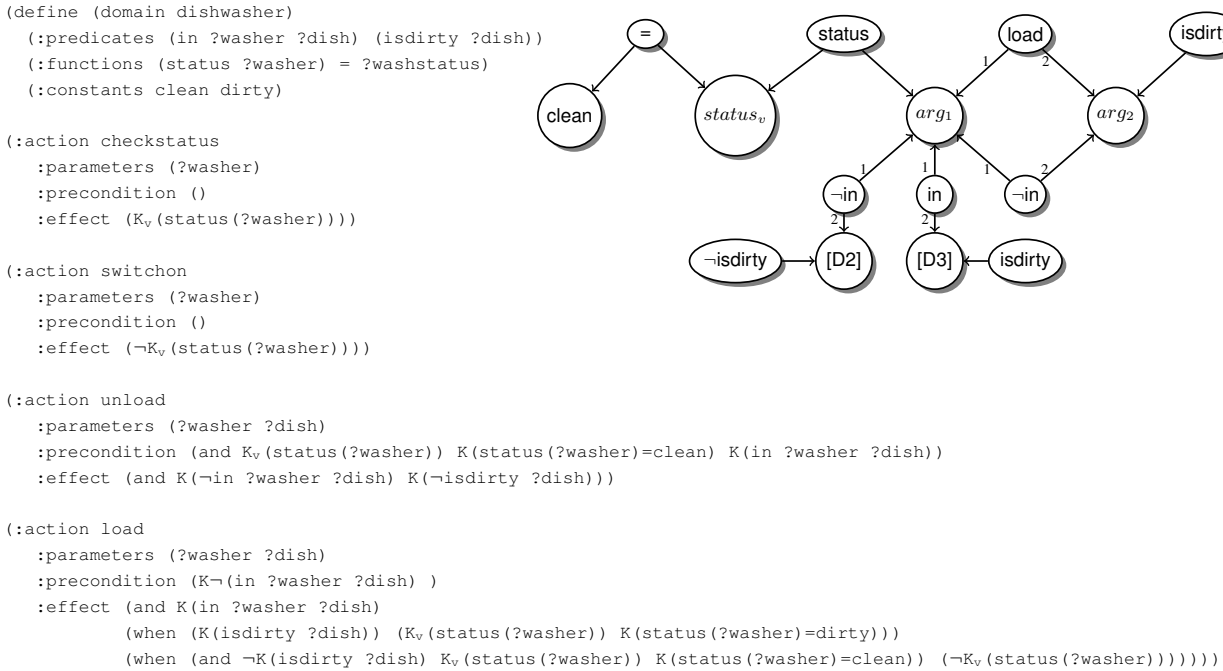 (define (domain dishwasher)
(:predicates (in ?washer ?dish) (isdirty ?dish))
(:functions (status ?washer) = ?washstatus)
(:constants clean dirty)
(:action checkstatus
:parameters (?washer)
:precondition ()
:effect (Kᵥ(status(?washer))))
(:action switchon
:parameters (?washer)
:precondition ()
:effect (¬Kᵥ(status(?washer))))
(:action unload
:parameters (?washer ?dish)
:precondition (and Kᵥ(status(?washer)) K(status(?washer)=clean) K(in ?washer ?dish))
:effect (and K(¬in ?washer ?dish) K(¬isdirty ?dish)))
(:action load
:parameters (?washer ?dish)
:precondition (K¬(in ?washer ?dish) )
:effect (and K(in ?washer ?dish)
(when (K(isdirty ?dish)) (Kᵥ(status(?washer)) K(status(?washer)=dirty)))
(when (and ¬K(isdirty ?dish) Kᵥ(status(?washer)) K(status(?washer)=clean)) (¬Kᵥ(status(?washer)))))))
= status load isdirty
1 2
clean statusᵥ arg₁ arg₂
1 1 1 2
¬in in ¬in
2 2
¬isdirty [D2] [D3] isdirty